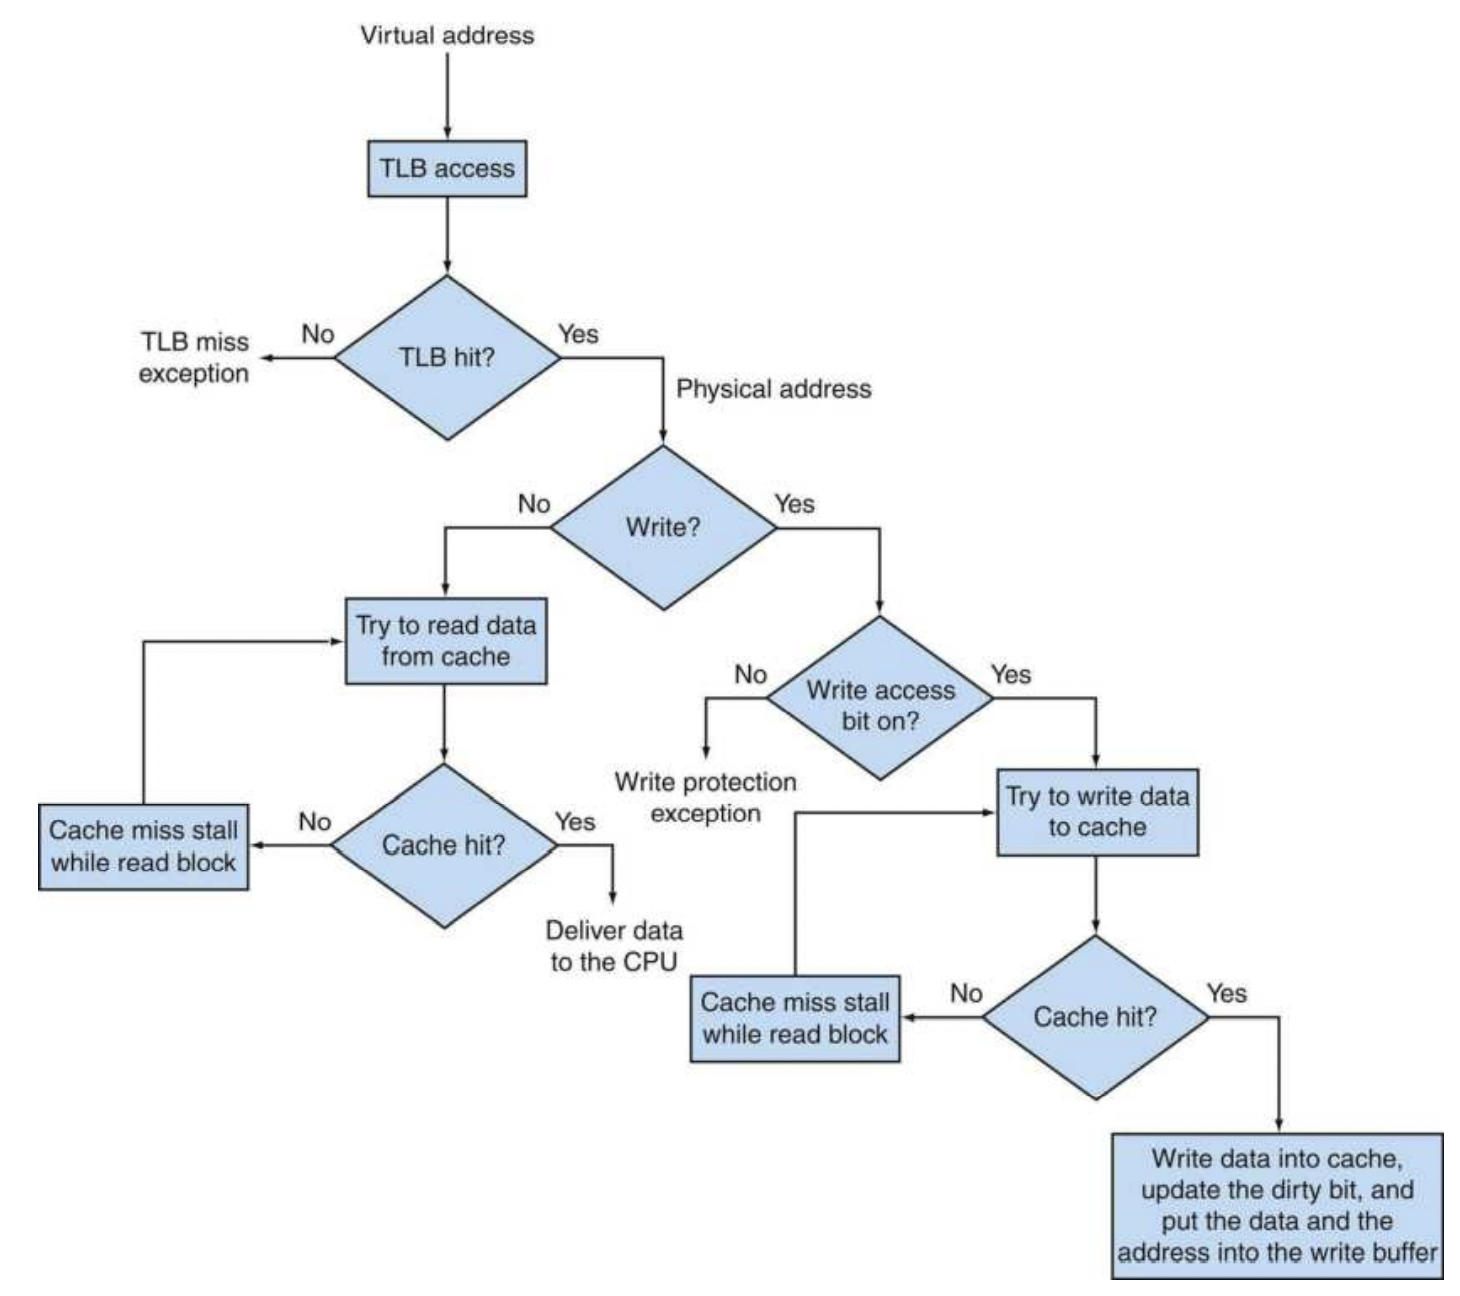 Virtual address
TLB access
TLB hit?
No
Yes
TLB miss
exception
Physical address
Write?
No
Yes
Try to read data
from cache
Write access
bit on?
No
Yes
Write protection
exception
Try to write data
to cache
Cache hit?
No
Yes
Cache miss stall
while read block
Deliver data
to the CPU
Cache hit?
No
Yes
Cache miss stall
while read block
Write data into cache,
update the dirty bit, and
put the data and the
address into the write buffer